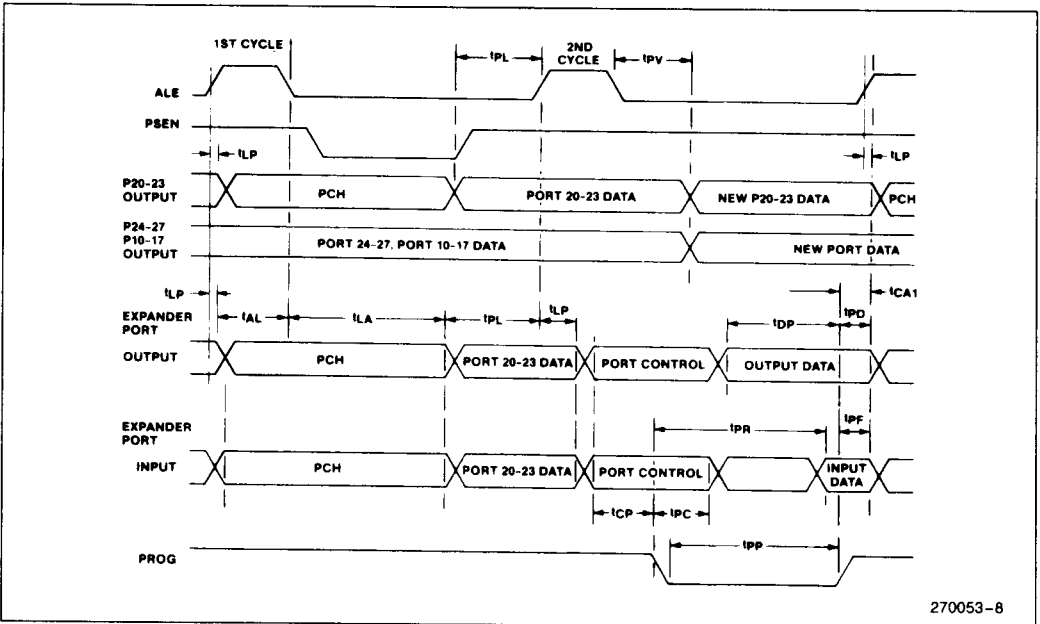 1ST CYCLE
tPL
2ND CYCLE
tPV
ALE
PSEN
tLP
tLP
P20-23 OUTPUT
PCH
PORT 20-23 DATA
NEW P20-23 DATA
PCH
P24-27
P10-17
OUTPUT
PORT 24-27, PORT 10-17 DATA
NEW PORT DATA
tLP
tCA1
EXPANDER PORT
tAL
tLA
tPL
tLP
tDP
tPD
OUTPUT
PCH
PORT 20-23 DATA
PORT CONTROL
OUTPUT DATA
EXPANDER PORT
tPR
tPF
INPUT
PCH
PORT 20-23 DATA
PORT CONTROL
INPUT DATA
tCP
tPC
tPP
PROG
270053-8